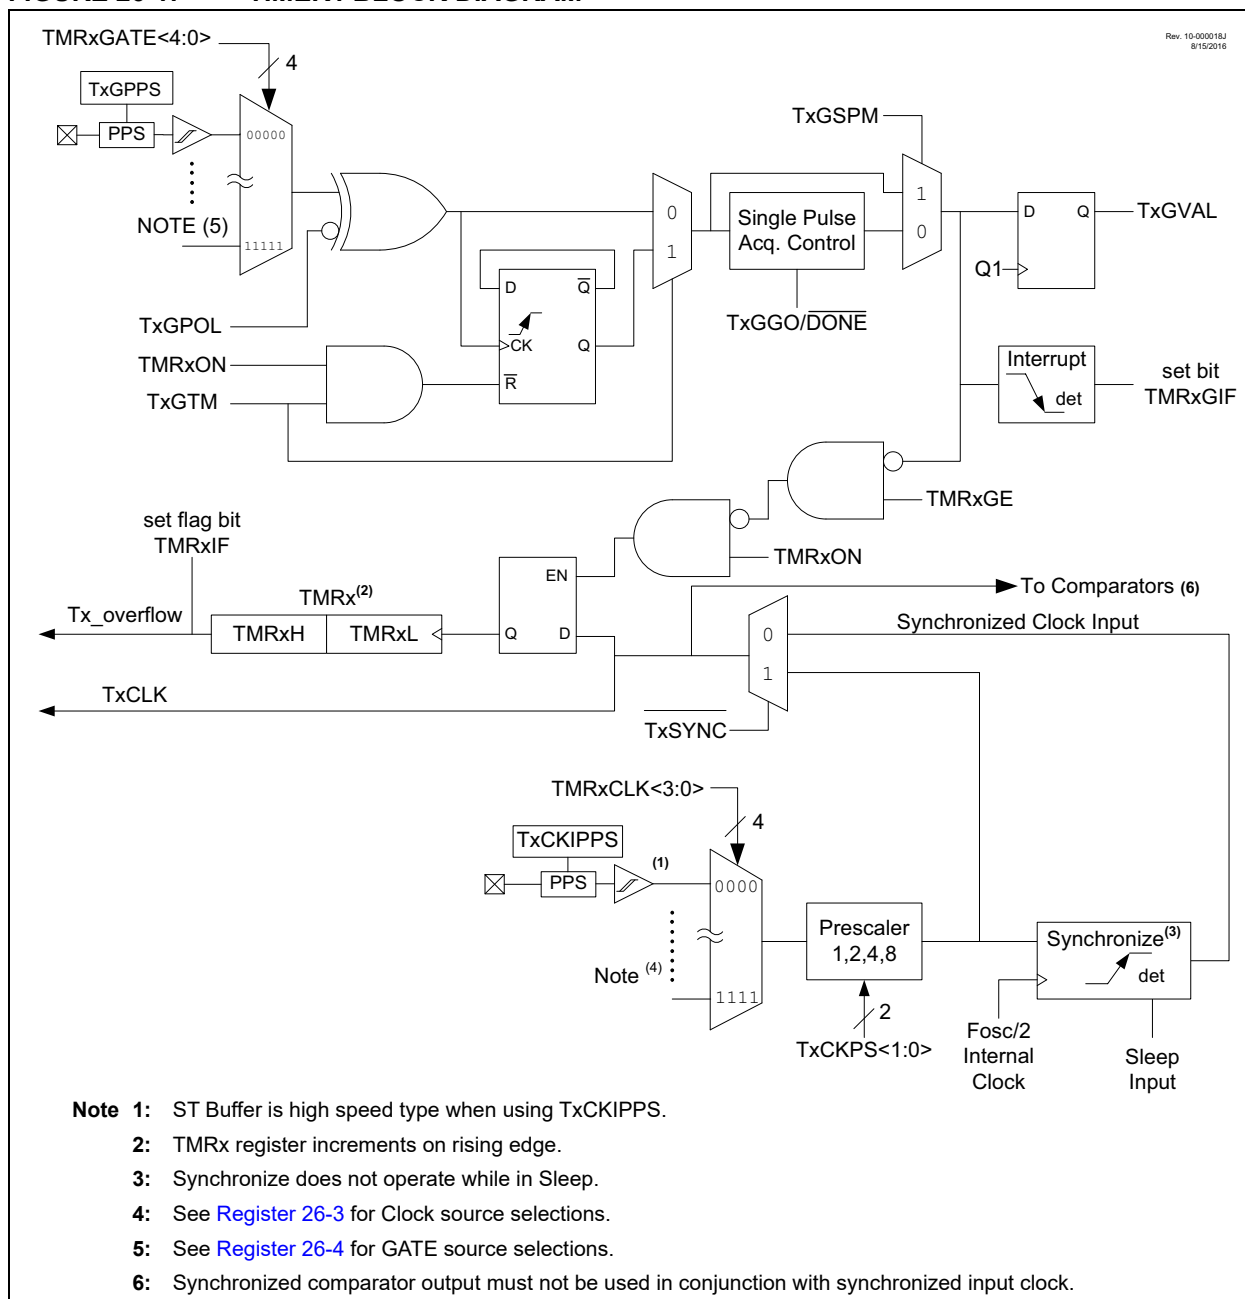 Rev. 10-000018J
8/15/2016
TMRxGATE<4:0>
4
TxGPPS
PPS
00000
NOTE (5)
11111
TxGPOL
TMRxON
TxGTM
D
Q
CK
Q
R
0
1
TxGSPM
Single Pulse
Acq. Control
1
0
TxGGO/DONE
D
Q
Q1
TxGVAL
Interrupt
det
set bit
TMRxGIF
TMRxGE
TMRxON
set flag bit
TMRxIF
Tx_overflow
TMRx(2)
TMRxH
TMRxL
EN
Q
D
To Comparators (6)
0
1
Synchronized Clock Input
TxCLK
TxSYNC
TMRxCLK<3:0>
4
TxCKIPPS
PPS
(1)
0000
Note (4)
1111
Prescaler
1,2,4,8
2
TxCKPS<1:0>
Synchronize(3)
det
Fosc/2
Internal
Clock
Sleep
Input
Note 1: ST Buffer is high speed type when using TxCKIPPS.
2: TMRx register increments on rising edge.
3: Synchronize does not operate while in Sleep.
4: See Register 26-3 for Clock source selections.
5: See Register 26-4 for GATE source selections.
6: Synchronized comparator output must not be used in conjunction with synchronized input clock.